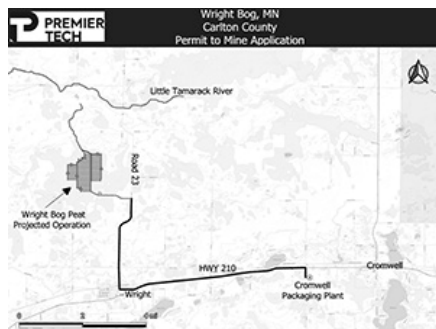 PREMIER
TECH
Wright Bog, MN
Carlton County
Permit to Mine Application
Little Tamarack River
Road 23
Wright Bog Peat
Projected Operation
HWY 210
Cromwell
Cromwell
Packaging Plant
Wright
0